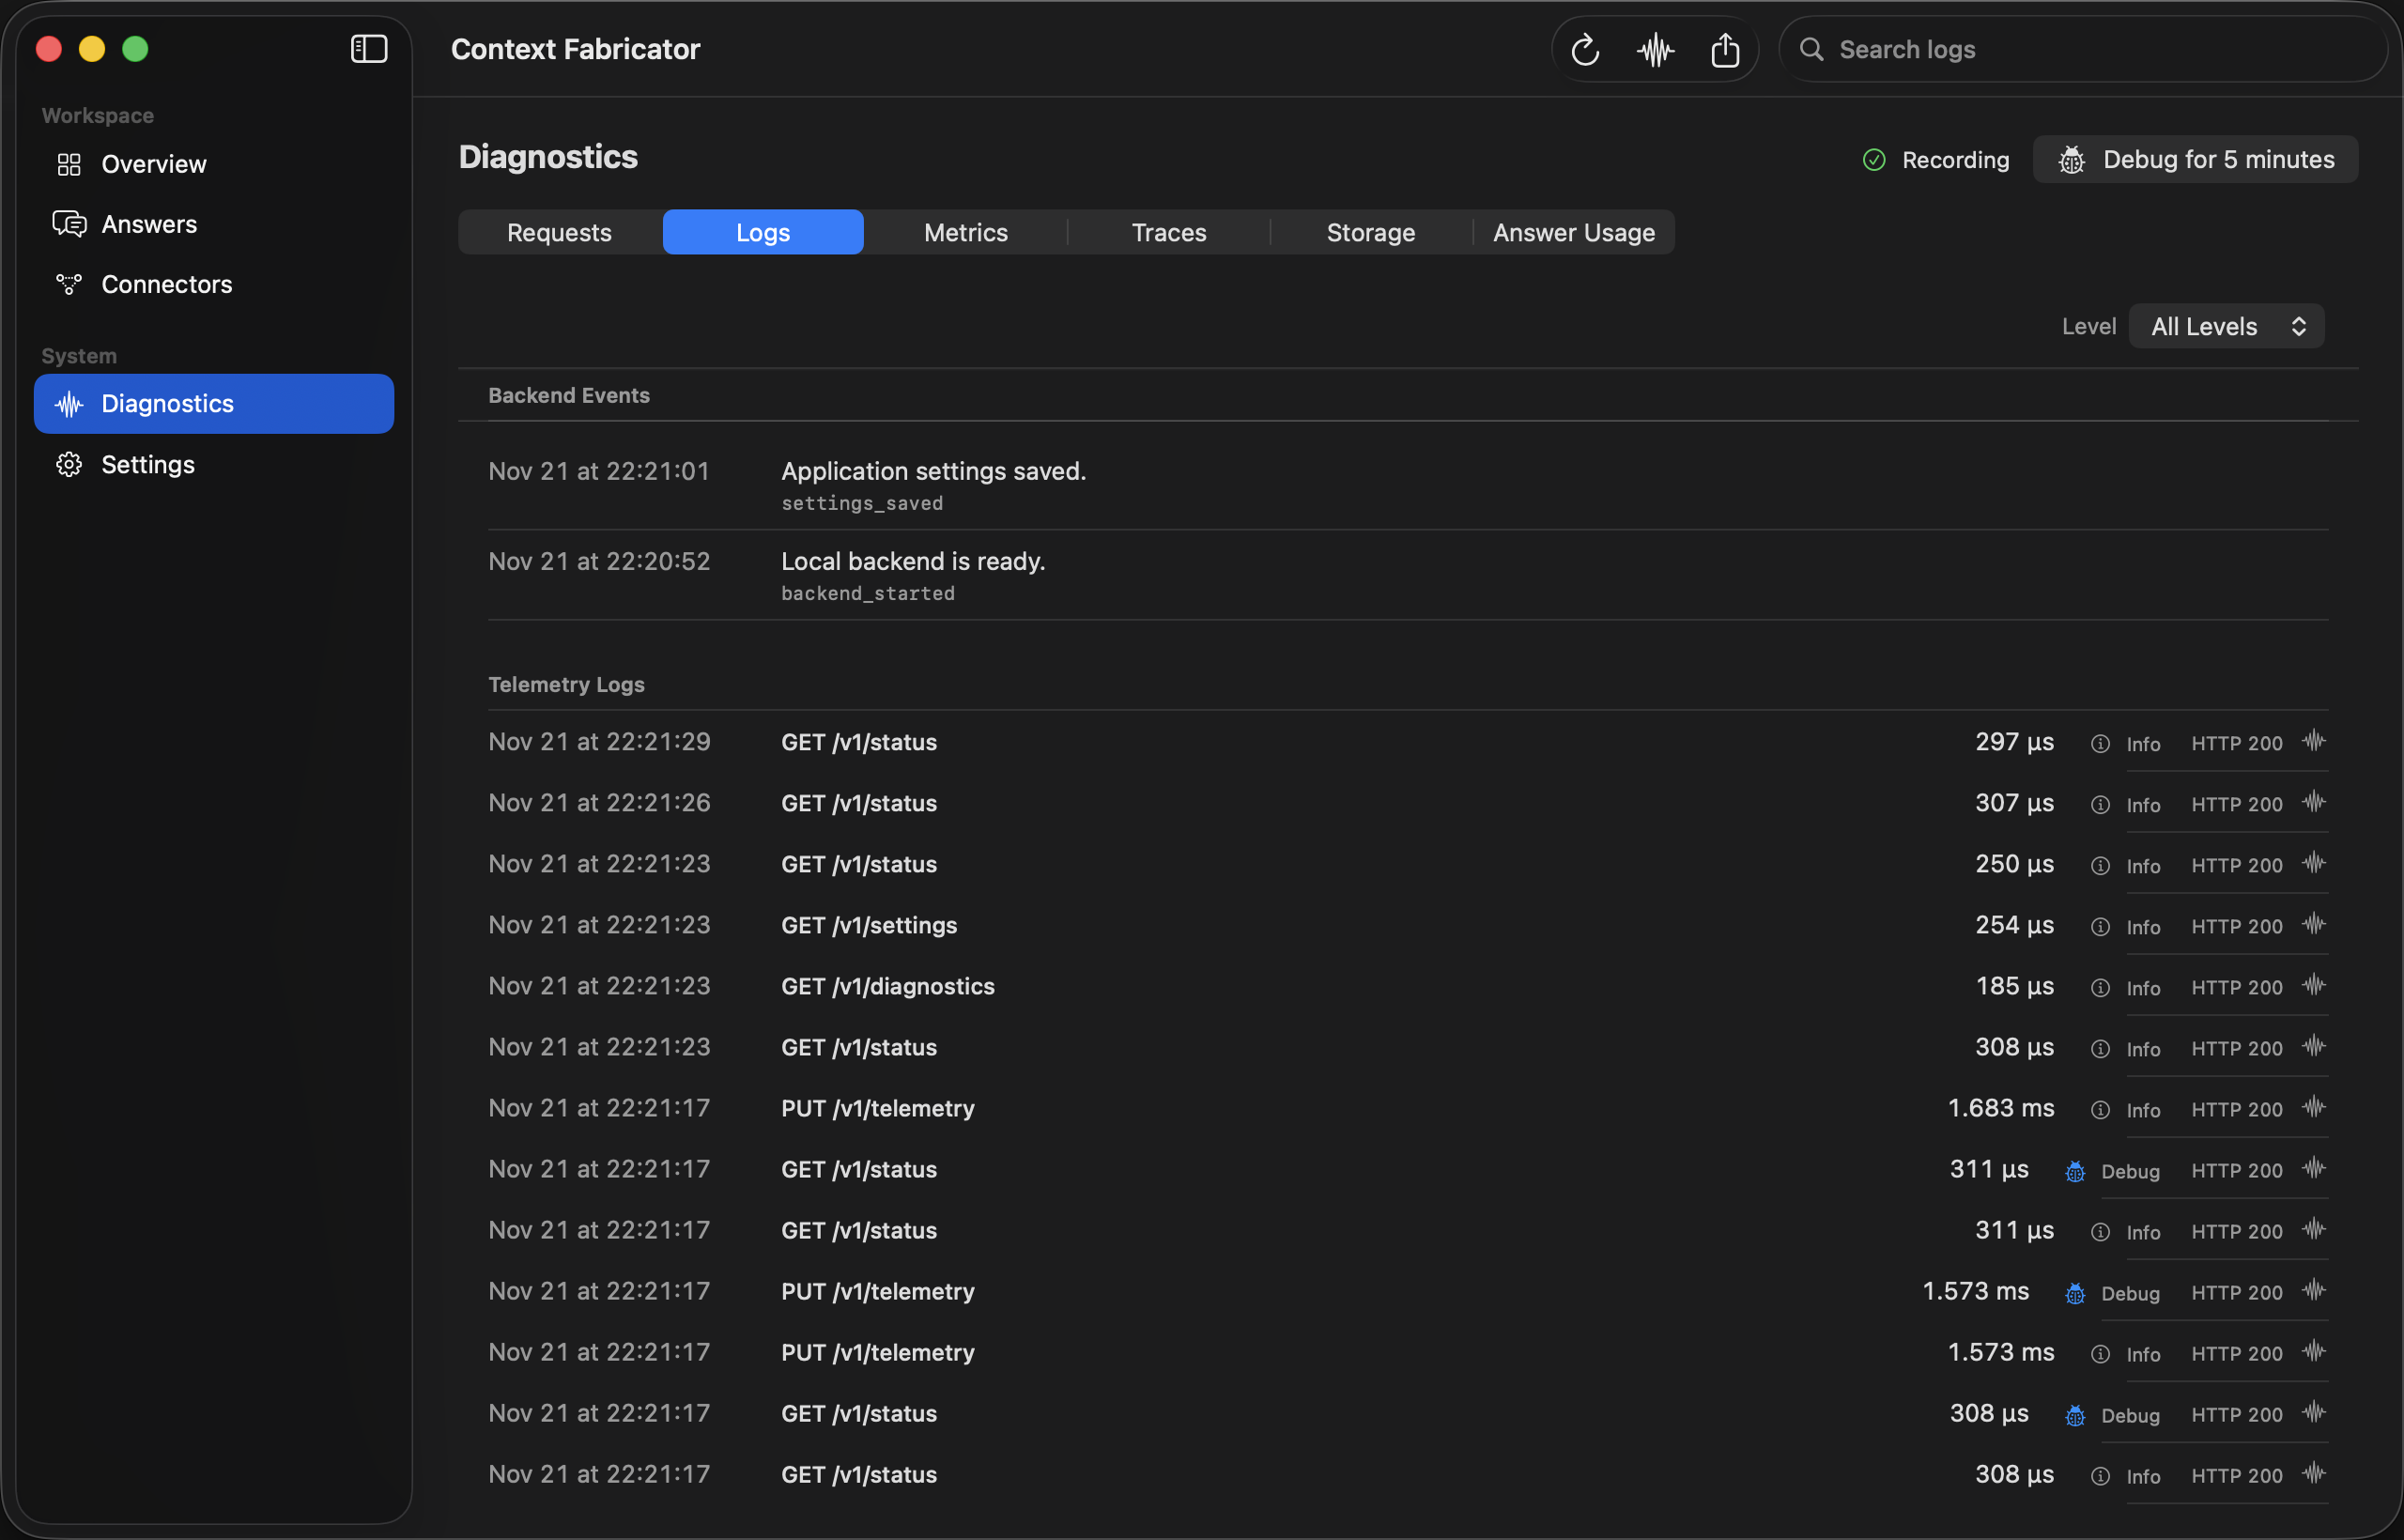 Context Fabricator
Search logs
Workspace
Overview
Answers
Connectors
System
Diagnostics
Settings
Diagnostics
Recording
Debug for 5 minutes
Requests Logs Metrics Traces Storage Answer Usage
Level All Levels
Backend Events
Nov 21 at 22:21:01 Application settings saved.
settings_saved
Nov 21 at 22:20:52 Local backend is ready.
backend_started
Telemetry Logs
Nov 21 at 22:21:29 GET /v1/status 297 µs Info HTTP 200
Nov 21 at 22:21:26 GET /v1/status 307 µs Info HTTP 200
Nov 21 at 22:21:23 GET /v1/status 250 µs Info HTTP 200
Nov 21 at 22:21:23 GET /v1/settings 254 µs Info HTTP 200
Nov 21 at 22:21:23 GET /v1/diagnostics 185 µs Info HTTP 200
Nov 21 at 22:21:23 GET /v1/status 308 µs Info HTTP 200
Nov 21 at 22:21:17 PUT /v1/telemetry 1.683 ms Info HTTP 200
Nov 21 at 22:21:17 GET /v1/status 311 µs Debug HTTP 200
Nov 21 at 22:21:17 GET /v1/status 311 µs Info HTTP 200
Nov 21 at 22:21:17 PUT /v1/telemetry 1.573 ms Debug HTTP 200
Nov 21 at 22:21:17 PUT /v1/telemetry 1.573 ms Info HTTP 200
Nov 21 at 22:21:17 GET /v1/status 308 µs Debug HTTP 200
Nov 21 at 22:21:17 GET /v1/status 308 µs Info HTTP 200